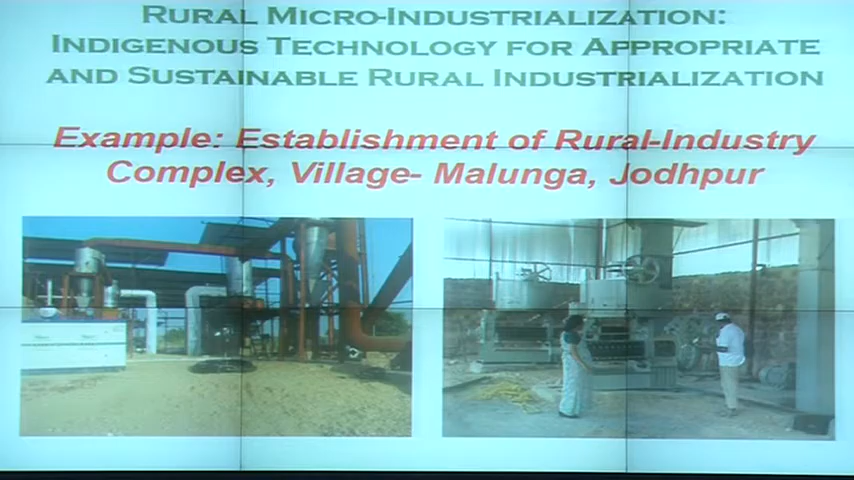 RURAL MICRO-INDUSTRIALIZATION:
INDIGENOUS TECHNOLOGY FOR APPROPRIATE
AND SUSTAINABLE RURAL INDUSTRIALIZATION
Example: Establishment of Rural-Industry
Complex, Village- Malunga, Jodhpur